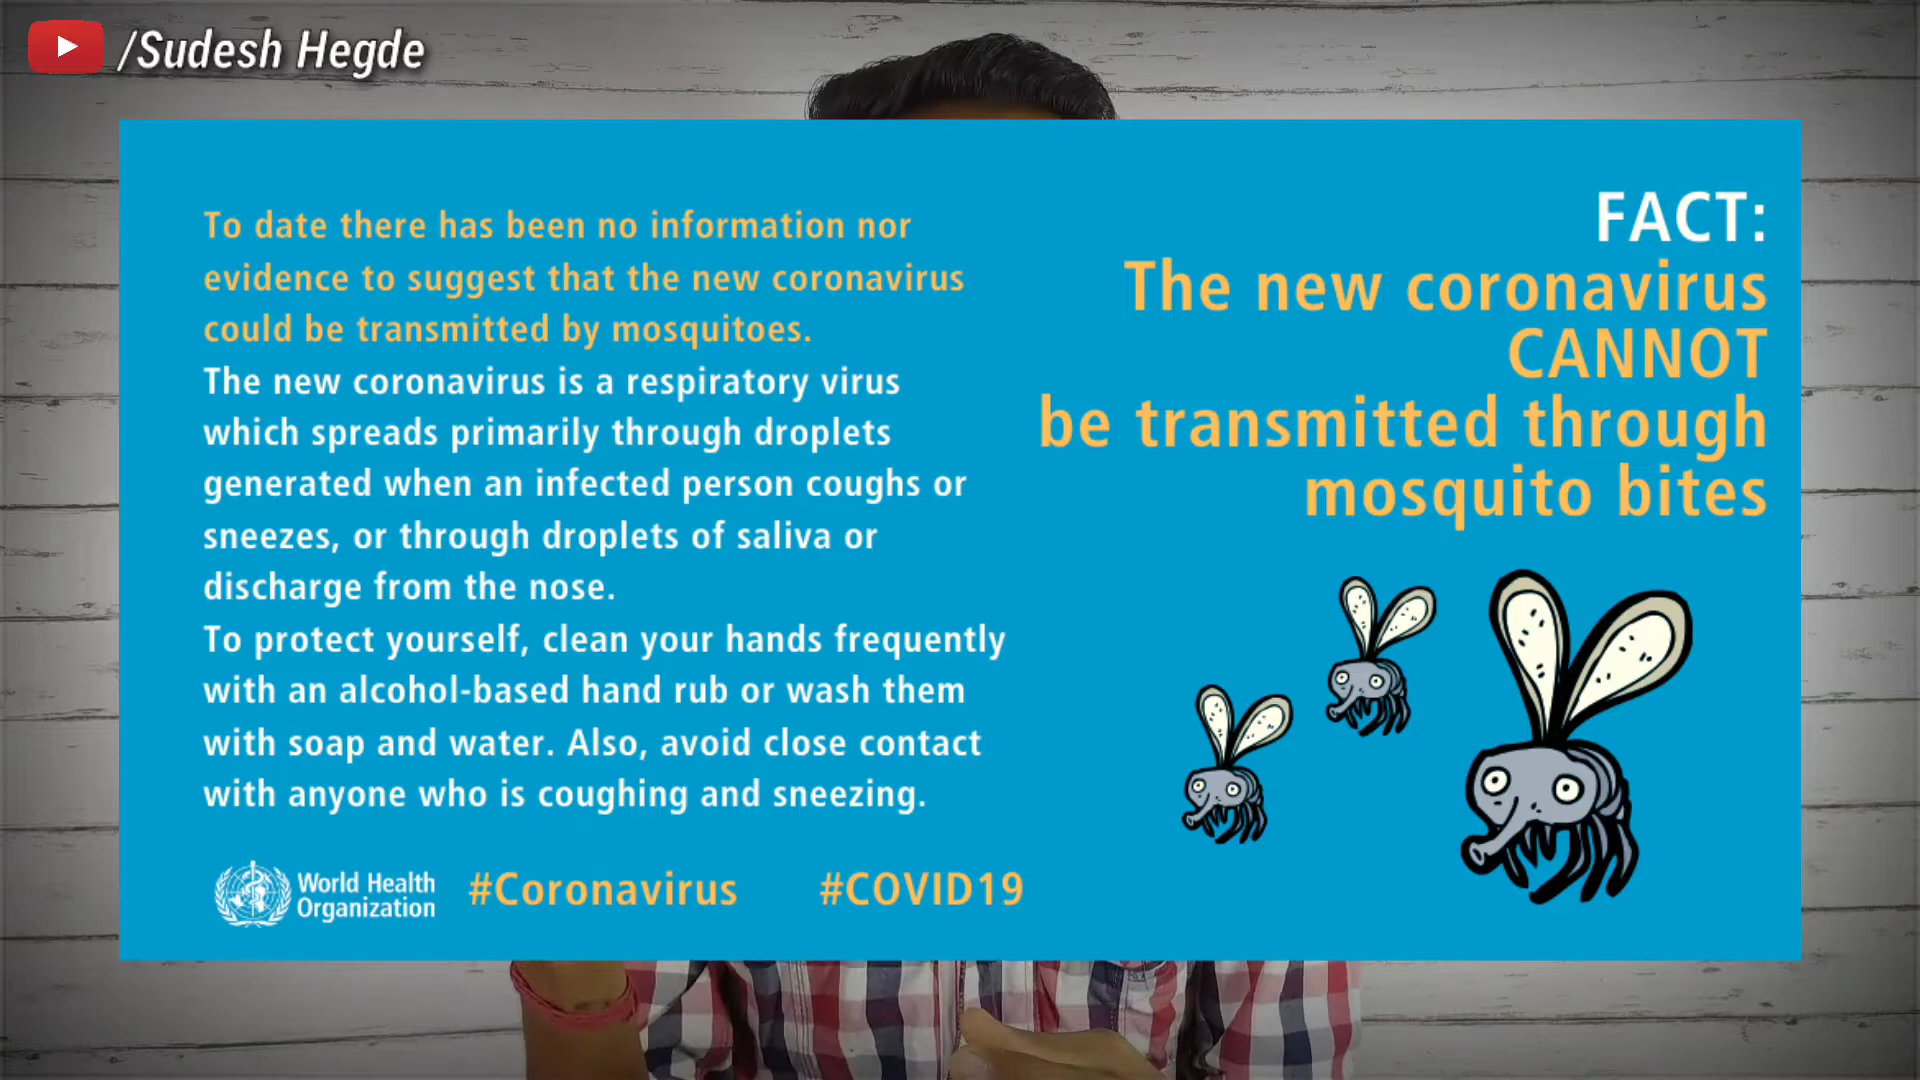 /Sudesh Hegde
To date there has been no information nor
evidence to suggest that the new coronavirus
could be transmitted by mosquitoes.
The new coronavirus is a respiratory virus
which spreads primarily through droplets
generated when an infected person coughs or
sneezes, or through droplets of saliva or
discharge from the nose.
To protect yourself, clean your hands frequently
with an alcohol-based hand rub or wash them
with soap and water. Also, avoid close contact
with anyone who is coughing and sneezing.
FACT:
The new coronavirus
CANNOT
be transmitted through
mosquito bites
World Health
Organization
#Coronavirus #COVID19